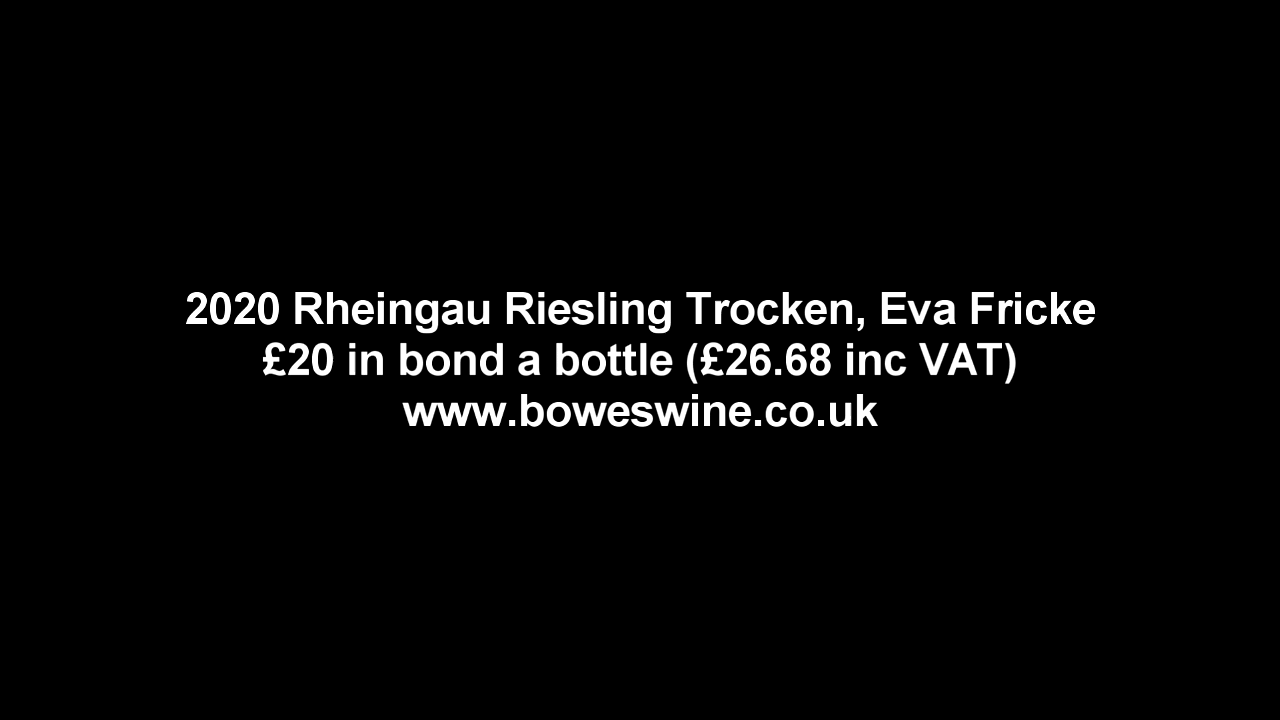 2020 Rheingau Riesling Trocken, Eva Fricke
£20 in bond a bottle (£26.68 inc VAT)
www.boweswine.co.uk